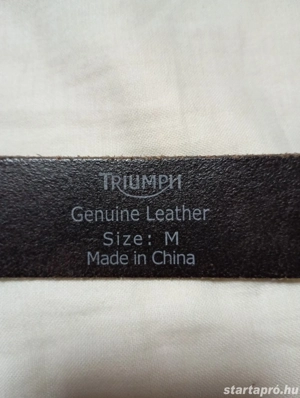 TRIUMPH
Genuine Leather
Size: M
Made in China
startapró.hu